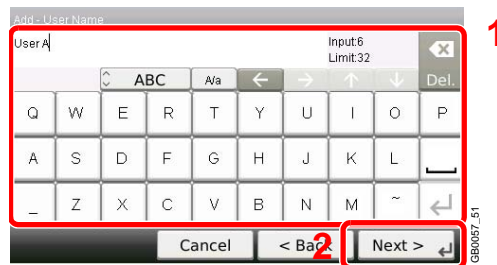 Add - User Name
1
User A
Input:6
Limit:32
ABC
A/a
←
→
↑
↓
Del.
Q W E R T Y U I O P
A S D F G H J K L
_ Z X C V B N M ~
Cancel
< Back
2
Next >
GB0057_51